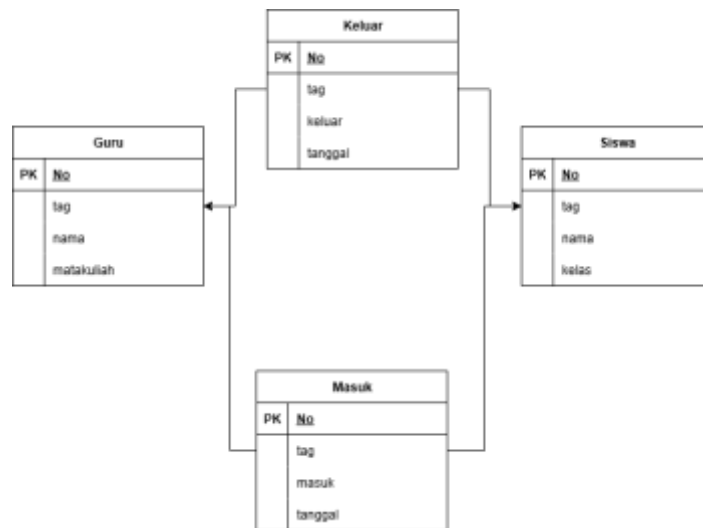 Keluar
PK No
tag
keluar
tanggal
Guru
PK No
tag
nama
matakuliah
Siswa
PK No
tag
nama
kelas
Masuk
PK No
tag
masuk
tanggal